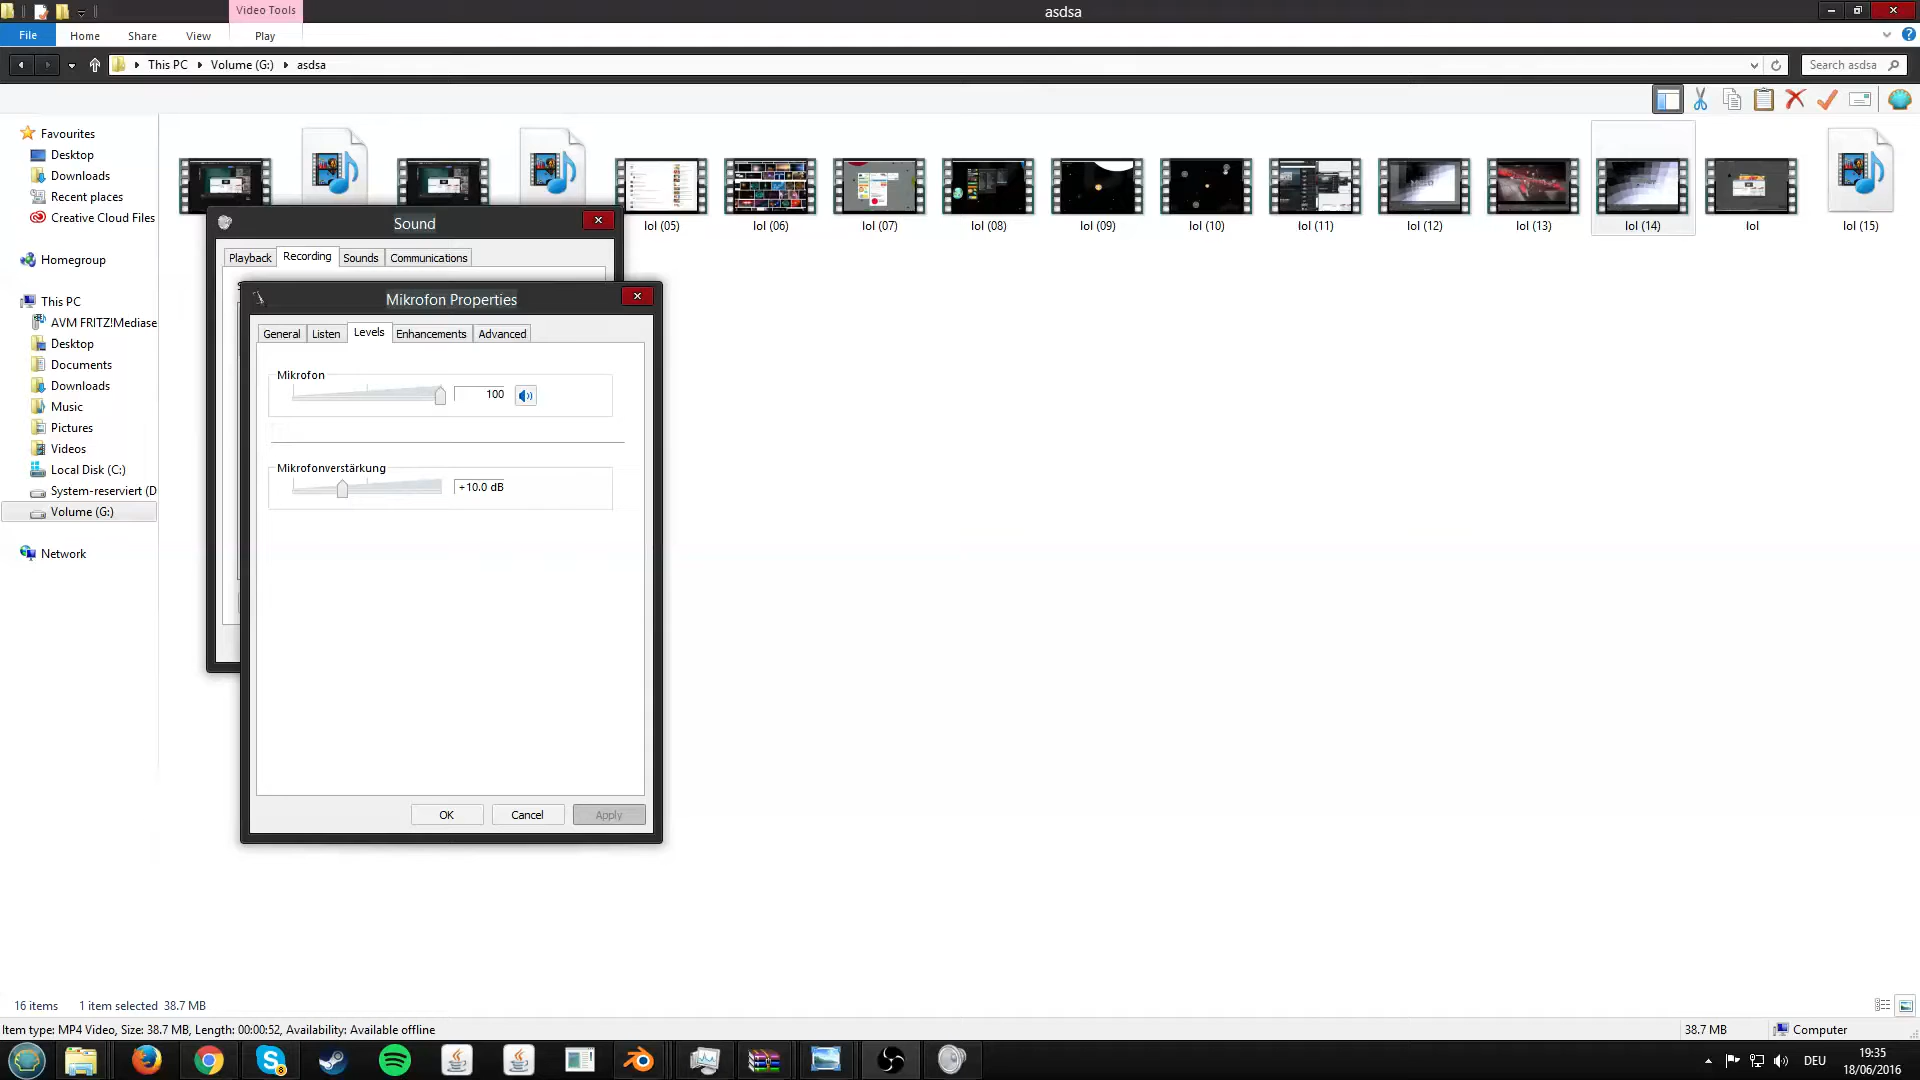 Video Tools
asdsa
File
Home
Share
View
Play
This PC
Volume (G:)
asdsa
Search asdsa
Favourites
Desktop
Downloads
Recent places
Creative Cloud Files
Homegroup
This PC
AVM FRITZ!Mediase
Desktop
Documents
Downloads
Music
Pictures
Videos
Local Disk (C:)
System-reserviert (D
Volume (G:)
Network
lol (05)
lol (06)
lol (07)
lol (08)
lol (09)
lol (10)
lol (11)
lol (12)
lol (13)
lol (14)
lol
lol (15)
Sound
Playback
Recording
Sounds
Communications
Mikrofon Properties
General
Listen
Levels
Enhancements
Advanced
Mikrofon
100
Mikrofonverstärkung
+10.0 dB
OK
Cancel
Apply
16 items
1 item selected 38.7 MB
Item type: MP4 Video, Size: 38.7 MB, Length: 00:00:52, Availability: Available offline
38.7 MB
Computer
DEU
19:35
18/06/2016